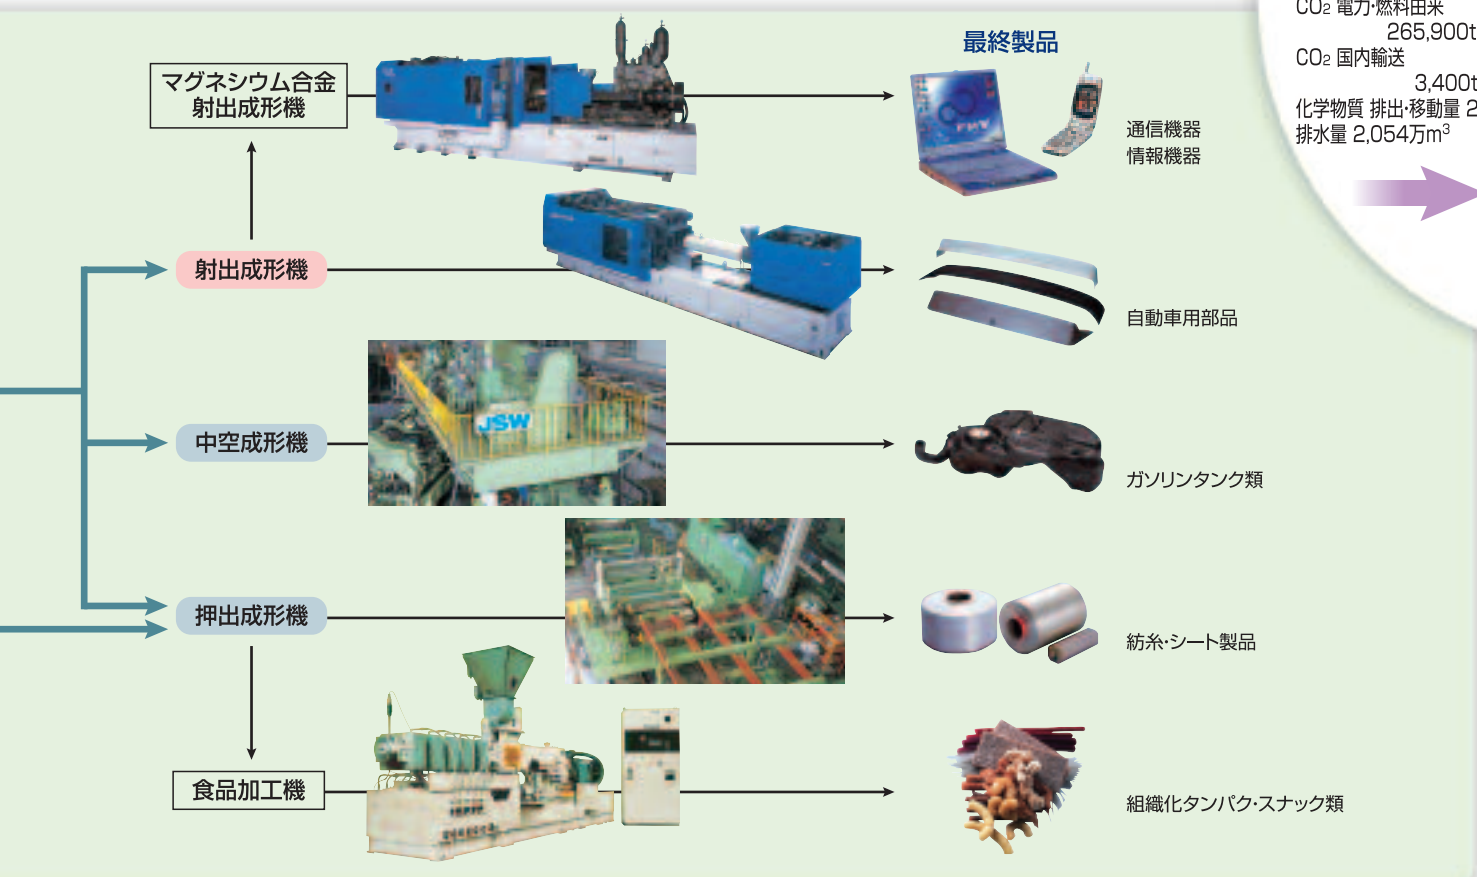 CO2 電力・燃料由来
265,900t
CO2 国内輸送
3,400t
化学物質 排出・移動量 2
排水量 2,054万m3
最終製品
マグネシウム合金
射出成形機
通信機器
情報機器
射出成形機
自動車用部品
JSW
中空成形機
ガソリンタンク類
押出成形機
紡糸・シート製品
食品加工機
組織化タンパク・スナック類